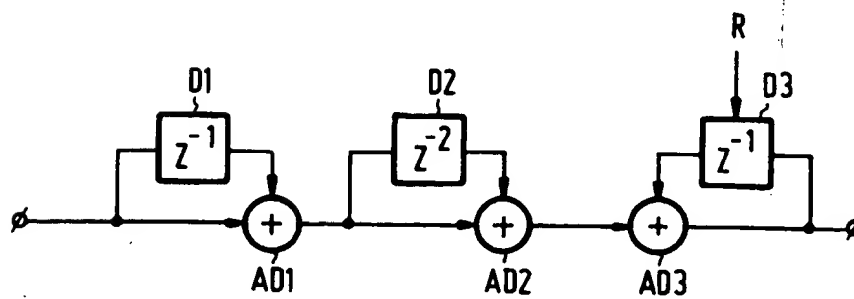 R
D1
D2
D3
Z⁻¹
Z⁻²
Z⁻¹
+
+
+
AD1
AD2
AD3